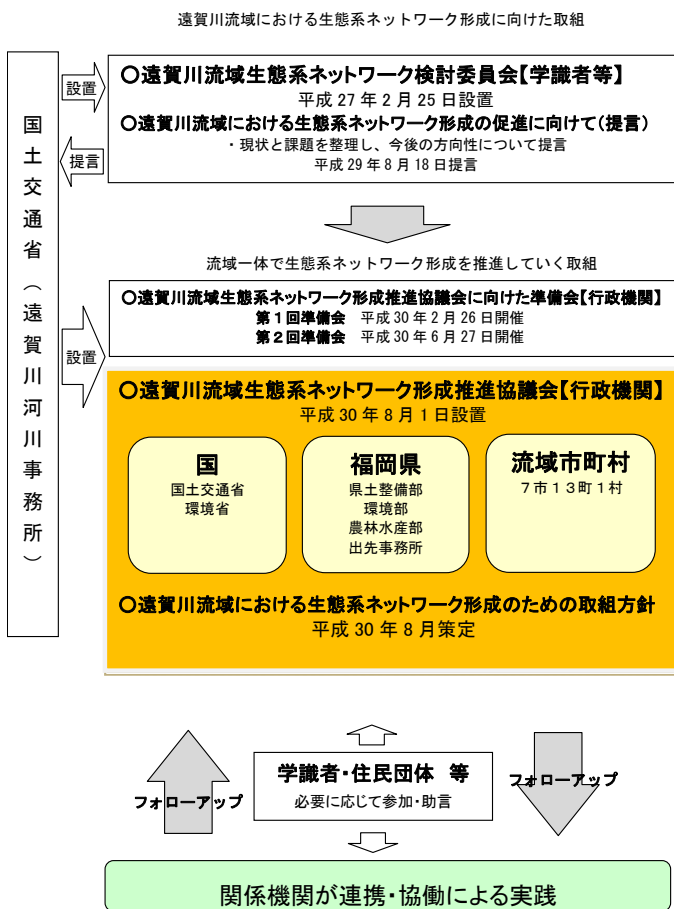 遠賀川流域における生態系ネットワーク形成に向けた取組
国土交通省(遠賀川河川事務所)
設置
○遠賀川流域生態系ネットワーク検討委員会【学識者等】
平成27年2月25日設置
○遠賀川流域における生態系ネットワーク形成の促進に向けて(提言)
・現状と課題を整理し、今後の方向性について提言
平成29年8月18日提言
提言
流域一体で生態系ネットワーク形成を推進していく取組
○遠賀川流域生態系ネットワーク形成推進協議会に向けた準備会【行政機関】
第1回準備会 平成30年2月26日開催
第2回準備会 平成30年6月27日開催
設置
○遠賀川流域生態系ネットワーク形成推進協議会【行政機関】
平成30年8月1日設置
国
国土交通省
環境省
福岡県
県土整備部
環境部
農林水産部
出先事務所
流域市町村
7市13町1村
○遠賀川流域における生態系ネットワーク形成のための取組方針
平成30年8月策定
フォローアップ
学識者・住民団体 等
必要に応じて参加・助言
フォローアップ
関係機関が連携・協働による実践